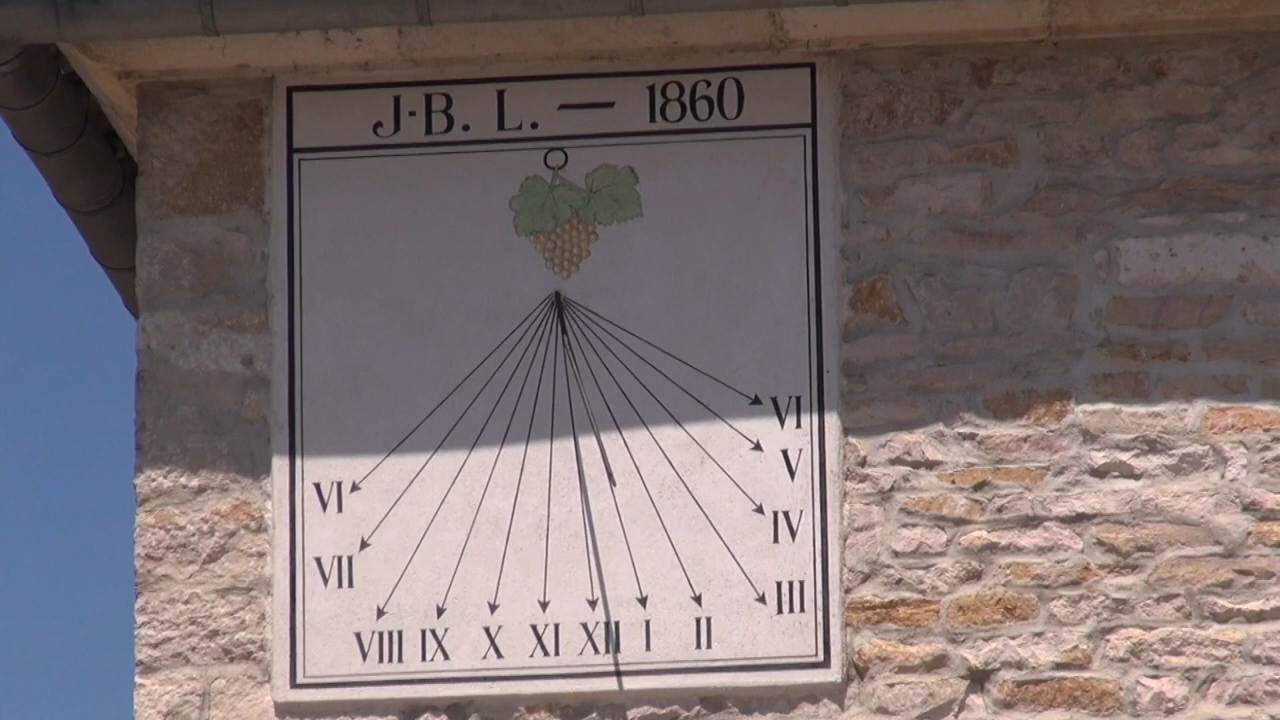 J-B. L. — 1860
VI
V
IV
III
VI
VII
VIII IX X XI XII I II